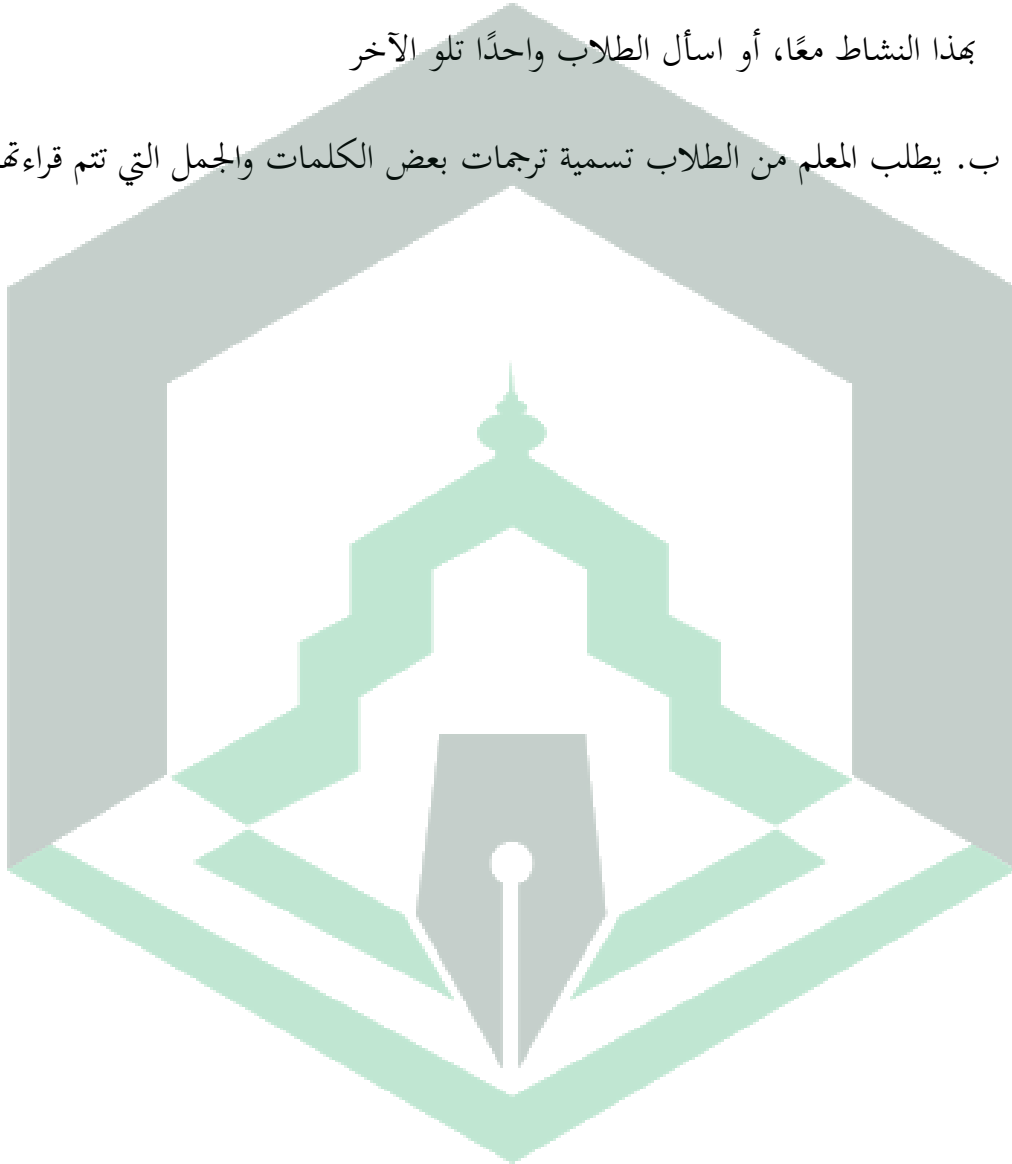 بهذا النشاط معًا، أو اسأل الطلاب واحدًا تلو الآخر
ب. يطلب المعلم من الطلاب تسمية ترجمات بعض الكلمات والجمل التي تتم